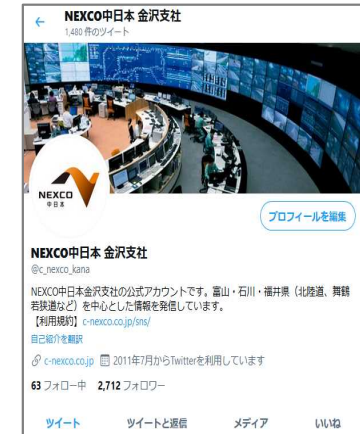 NEXCO中日本 金沢支社
1,480 件のツイート
NEXCO
中日本
プロフィールを編集
NEXCO中日本 金沢支社
@c_nexco_kana
NEXCO中日本金沢支社の公式アカウントです。富山・石川・福井県（北陸道、舞鶴
若狭道など）を中心とした情報を発信しています。
【利用規約】c-nexco.co.jp/sns/
自己紹介を翻訳
c-nexco.co.jp 2011年7月からTwitterを利用しています
63 フォロー中 2,712 フォロワー
ツイート ツイートと返信 メディア いいね